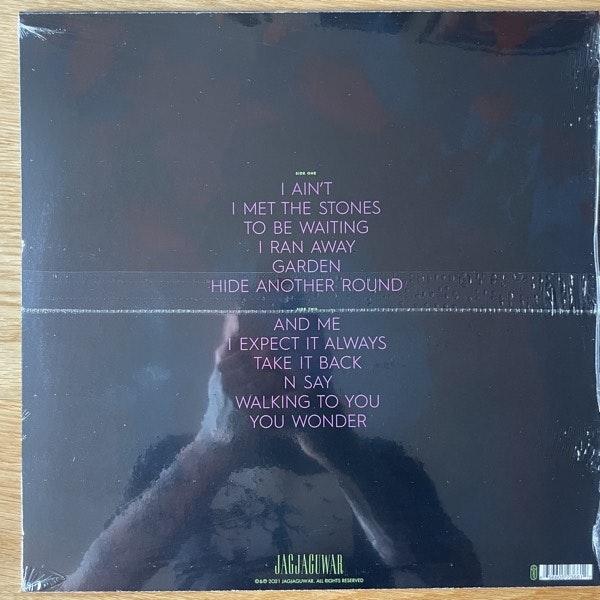 SIDE ONE
I AIN'T
I MET THE STONES
TO BE WAITING
I RAN AWAY
GARDEN
HIDE ANOTHER ROUND
SIDE TWO
AND ME
I EXPECT IT ALWAYS
TAKE IT BACK
N SAY
WALKING TO YOU
YOU WONDER
JAGJAGUWAR
©&℗ 2021 JAGJAGUWAR. ALL RIGHTS RESERVED